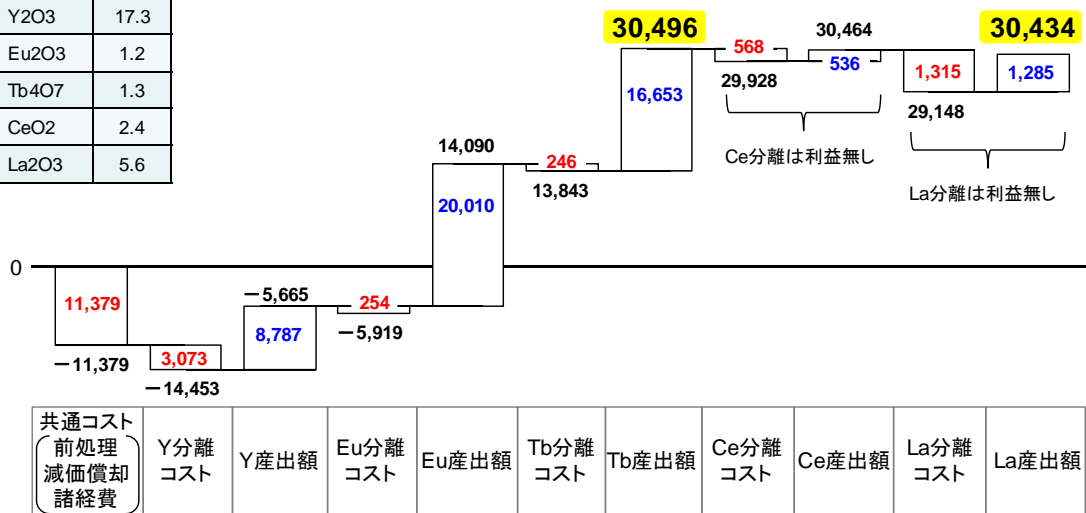 Y2O3 17.3
Eu2O3 1.2
Tb4O7 1.3
CeO2 2.4
La2O3 5.6
30,496
568
30,464
30,434
16,653
29,928
536
1,315
1,285
29,148
Ce分離は利益無し
La分離は利益無し
14,090
246
13,843
20,010
0
11,379
－5,665
254
8,787
－5,919
－11,379
3,073
－14,453
共通コスト
前処理
減価償却
諸経費
Y分離
コスト
Y産出額
Eu分離
コスト
Eu産出額
Tb分離
コスト
Tb産出額
Ce分離
コスト
Ce産出額
La分離
コスト
La産出額